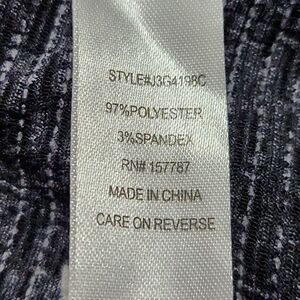 STYLE#J3G4198C
97%POLYESTER
3%SPANDEX
RN# 157787
MADE IN CHINA
CARE ON REVERSE